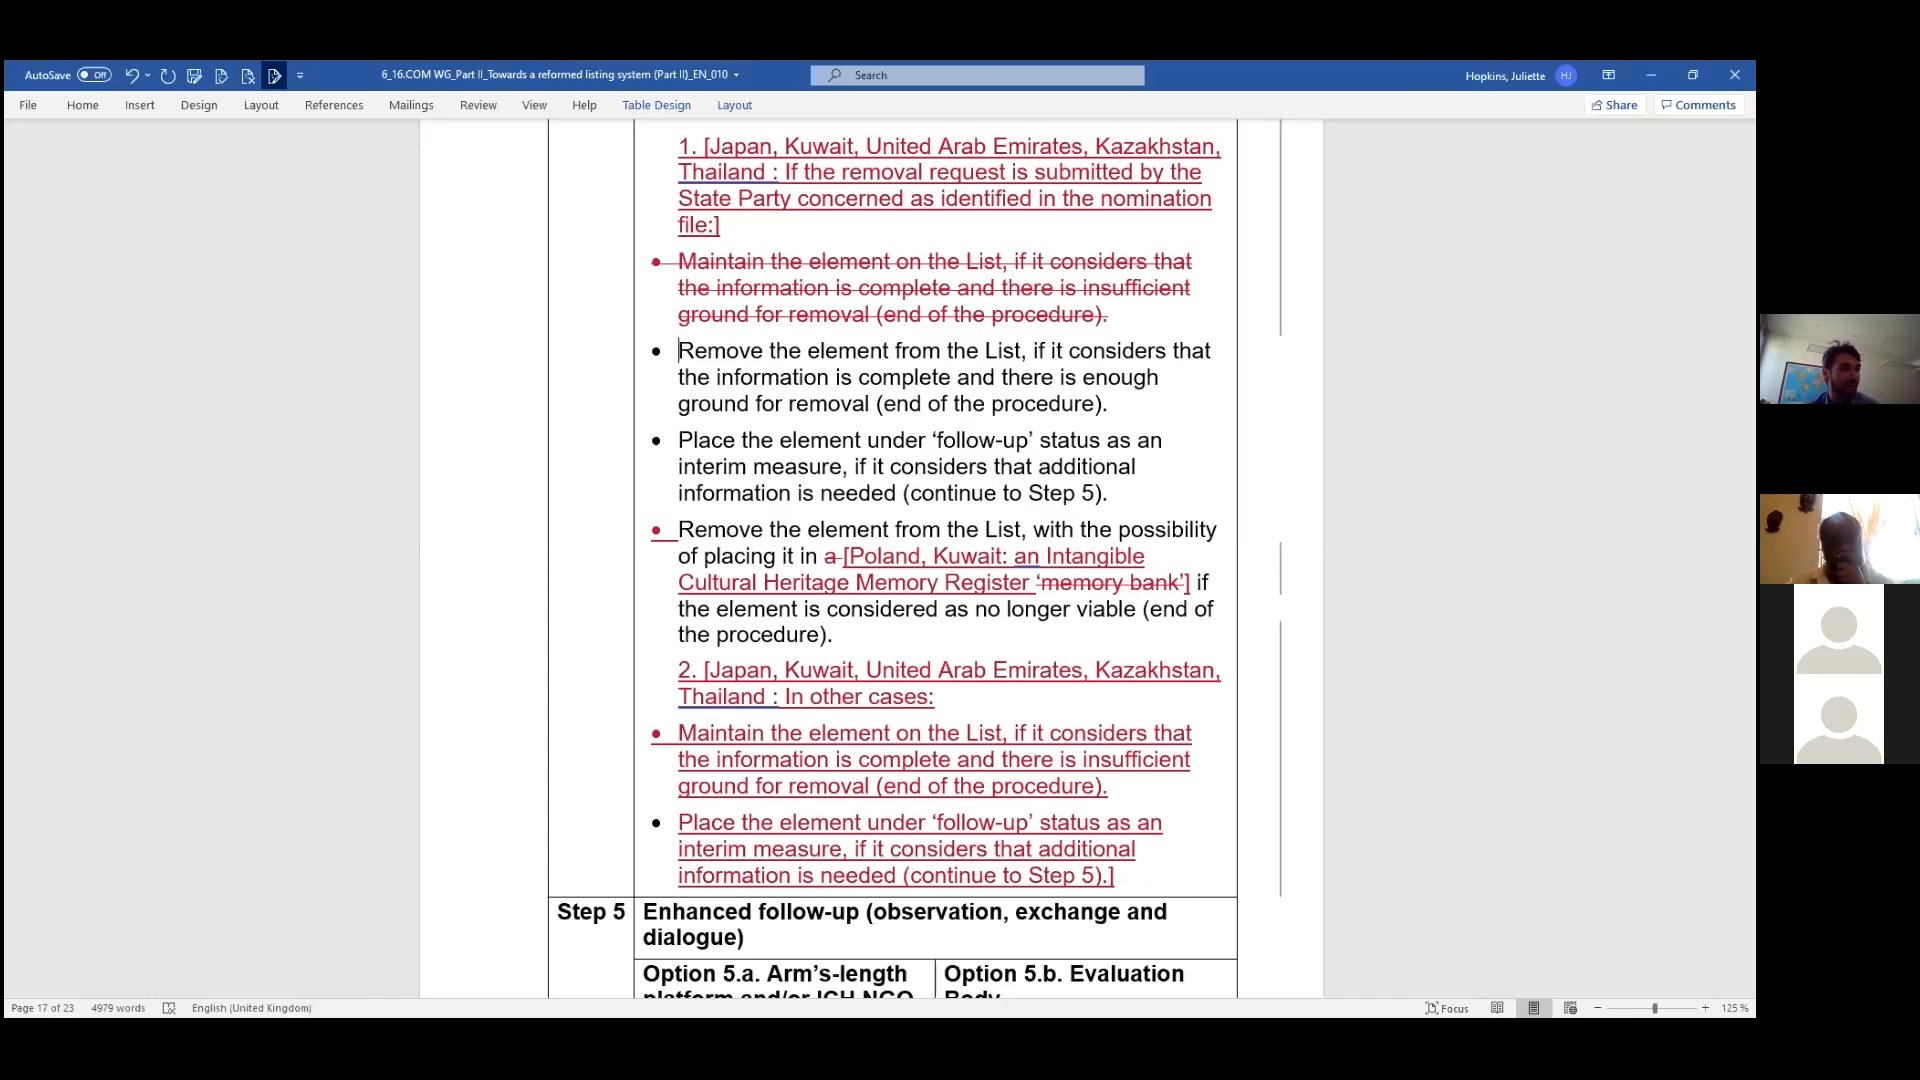 AutoSave Off
6_16.COM WG_Part II_Towards a reformed listing system (Part II)_EN_010
Search
Hopkins, Juliette HJ
File Home Insert Design Layout References Mailings Review View Help Table Design Layout Share Comments
1. [Japan, Kuwait, United Arab Emirates, Kazakhstan,
Thailand : If the removal request is submitted by the
State Party concerned as identified in the nomination
file:]
• Maintain the element on the List, if it considers that
the information is complete and there is insufficient
ground for removal (end of the procedure).
• Remove the element from the List, if it considers that
the information is complete and there is enough
ground for removal (end of the procedure).
• Place the element under ‘follow-up’ status as an
interim measure, if it considers that additional
information is needed (continue to Step 5).
• Remove the element from the List, with the possibility
of placing it in a [Poland, Kuwait: an Intangible
Cultural Heritage Memory Register ‘memory bank’] if
the element is considered as no longer viable (end of
the procedure).
2. [Japan, Kuwait, United Arab Emirates, Kazakhstan,
Thailand : In other cases:
• Maintain the element on the List, if it considers that
the information is complete and there is insufficient
ground for removal (end of the procedure).
• Place the element under ‘follow-up’ status as an
interim measure, if it considers that additional
information is needed (continue to Step 5).]
Step 5 Enhanced follow-up (observation, exchange and
dialogue)
Option 5.a. Arm’s-length
platform and/or ICH NGO
Option 5.b. Evaluation
Body
Page 17 of 23 4979 words English (United Kingdom) Focus 125 %